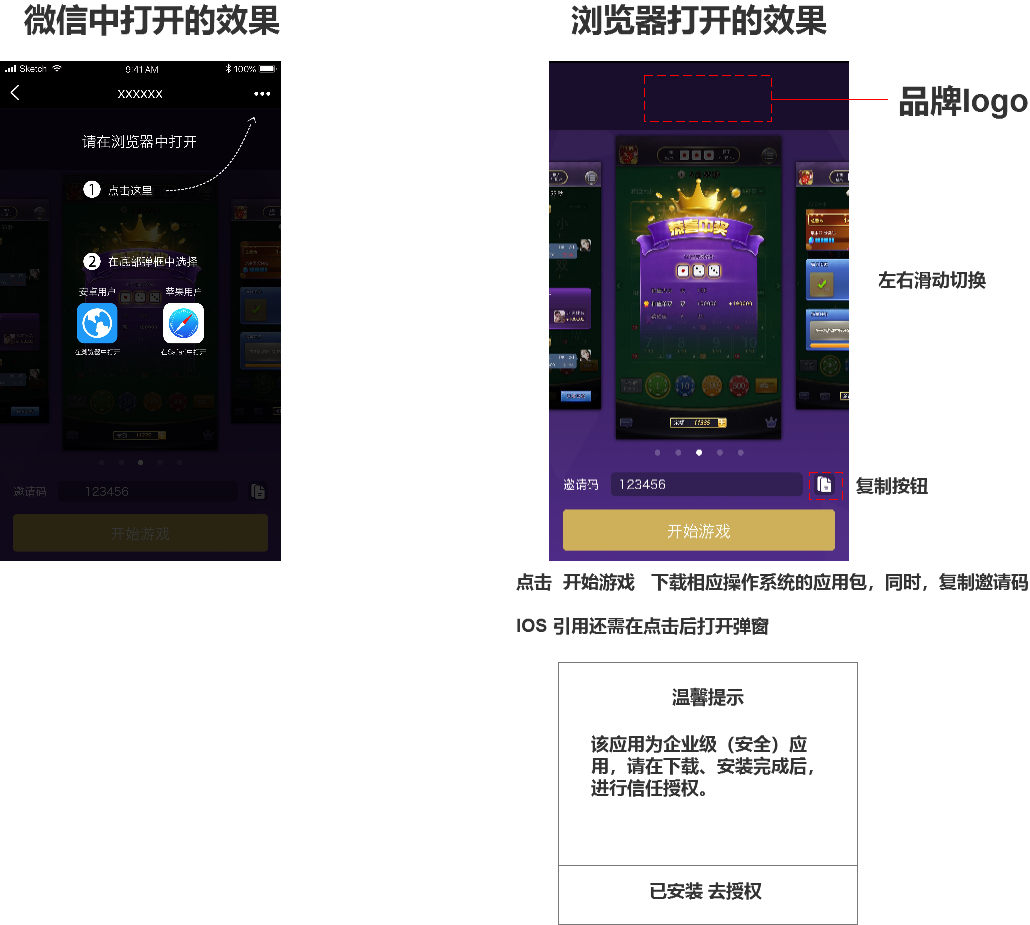 微信中打开的效果
浏览器打开的效果
Sketch
9:41 AM
100%
XXXXXX
请在浏览器中打开
1 点击这里
2 在底部弹框中选择
安卓用户
苹果用户
在浏览器中打开
在Safari中打开
邀请码
123456
开始游戏
品牌logo
恭喜中奖
左右滑动切换
邀请码
123456
复制按钮
开始游戏
点击 开始游戏 下载相应操作系统的应用包，同时，复制邀请码
IOS 引用还需在点击后打开弹窗
温馨提示
该应用为企业级（安全）应
用，请在下载、安装完成后，
进行信任授权。
已安装 去授权